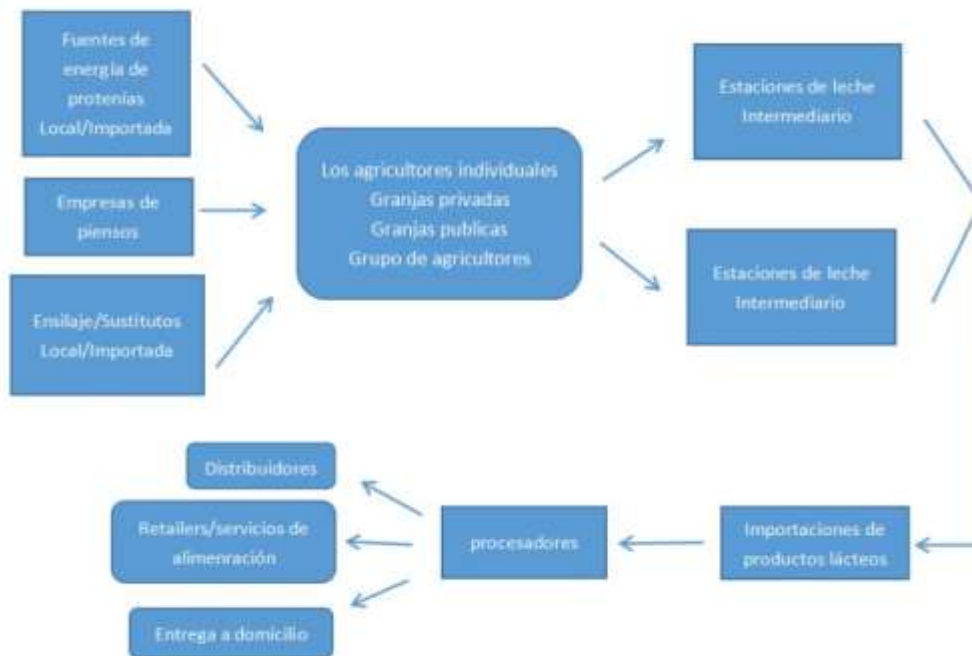 Fuentes de
energía de
protenías
Local/Importada
Empresas de
piensos
Ensilaje/Sustitutos
Local/Importada
Los agricultores individuales
Granjas privadas
Granjas publicas
Grupo de agricultores
Estaciones de leche
Intermediario
Estaciones de leche
Intermediario
Importaciones de
productos lácteos
procesadores
Distribuidores
Retailers/servicios de
alimenración
Entrega a domicilio